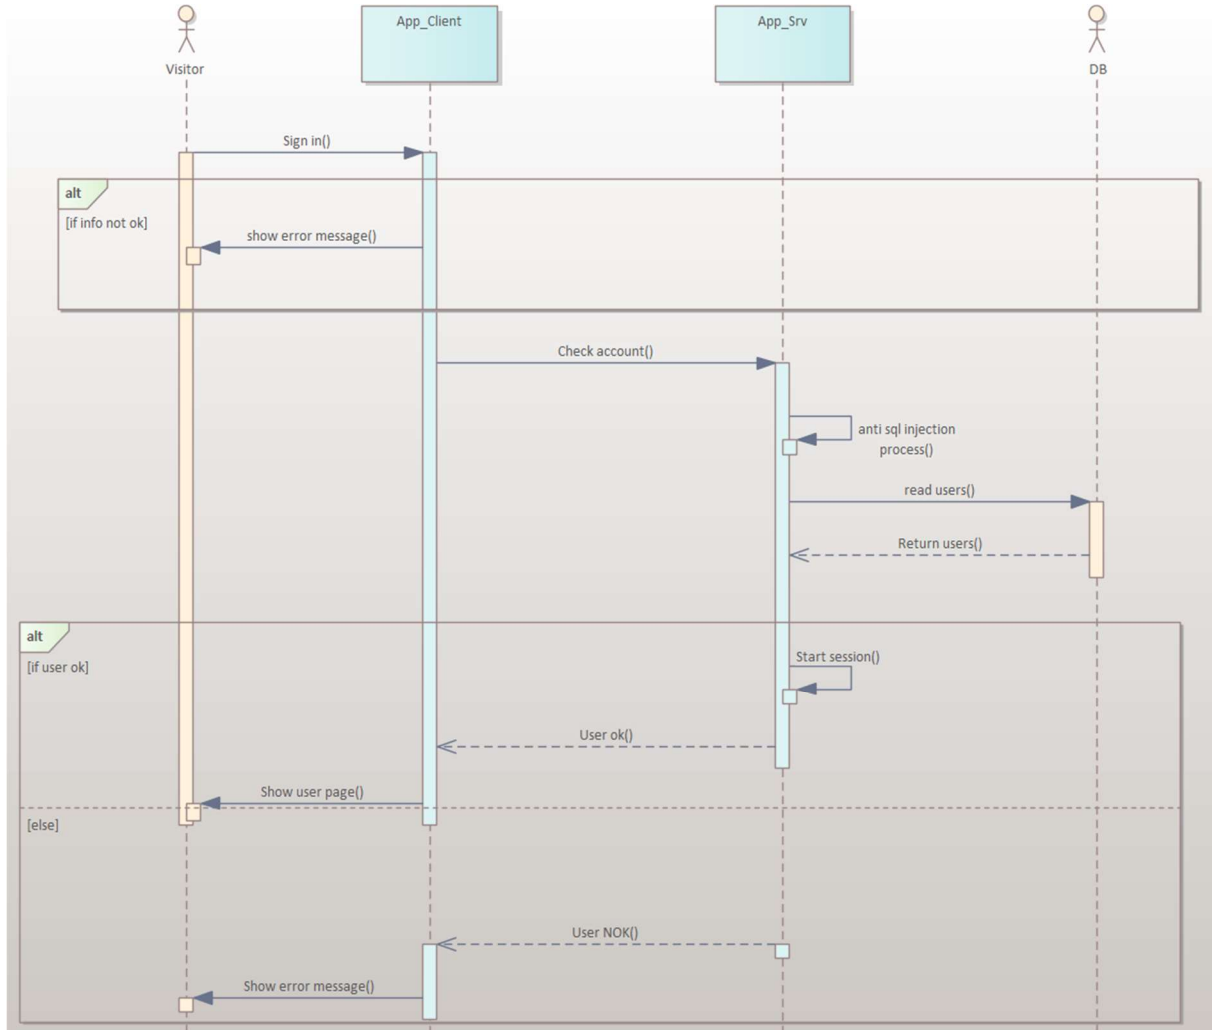 App_Client
App_Srv
Visitor
DB
Sign in()
alt
[if info not ok]
show error message()
Check account()
anti sql injection
process()
read users()
Return users()
alt
[if user ok]
Start session()
User ok()
Show user page()
[else]
User NOK()
Show error message()